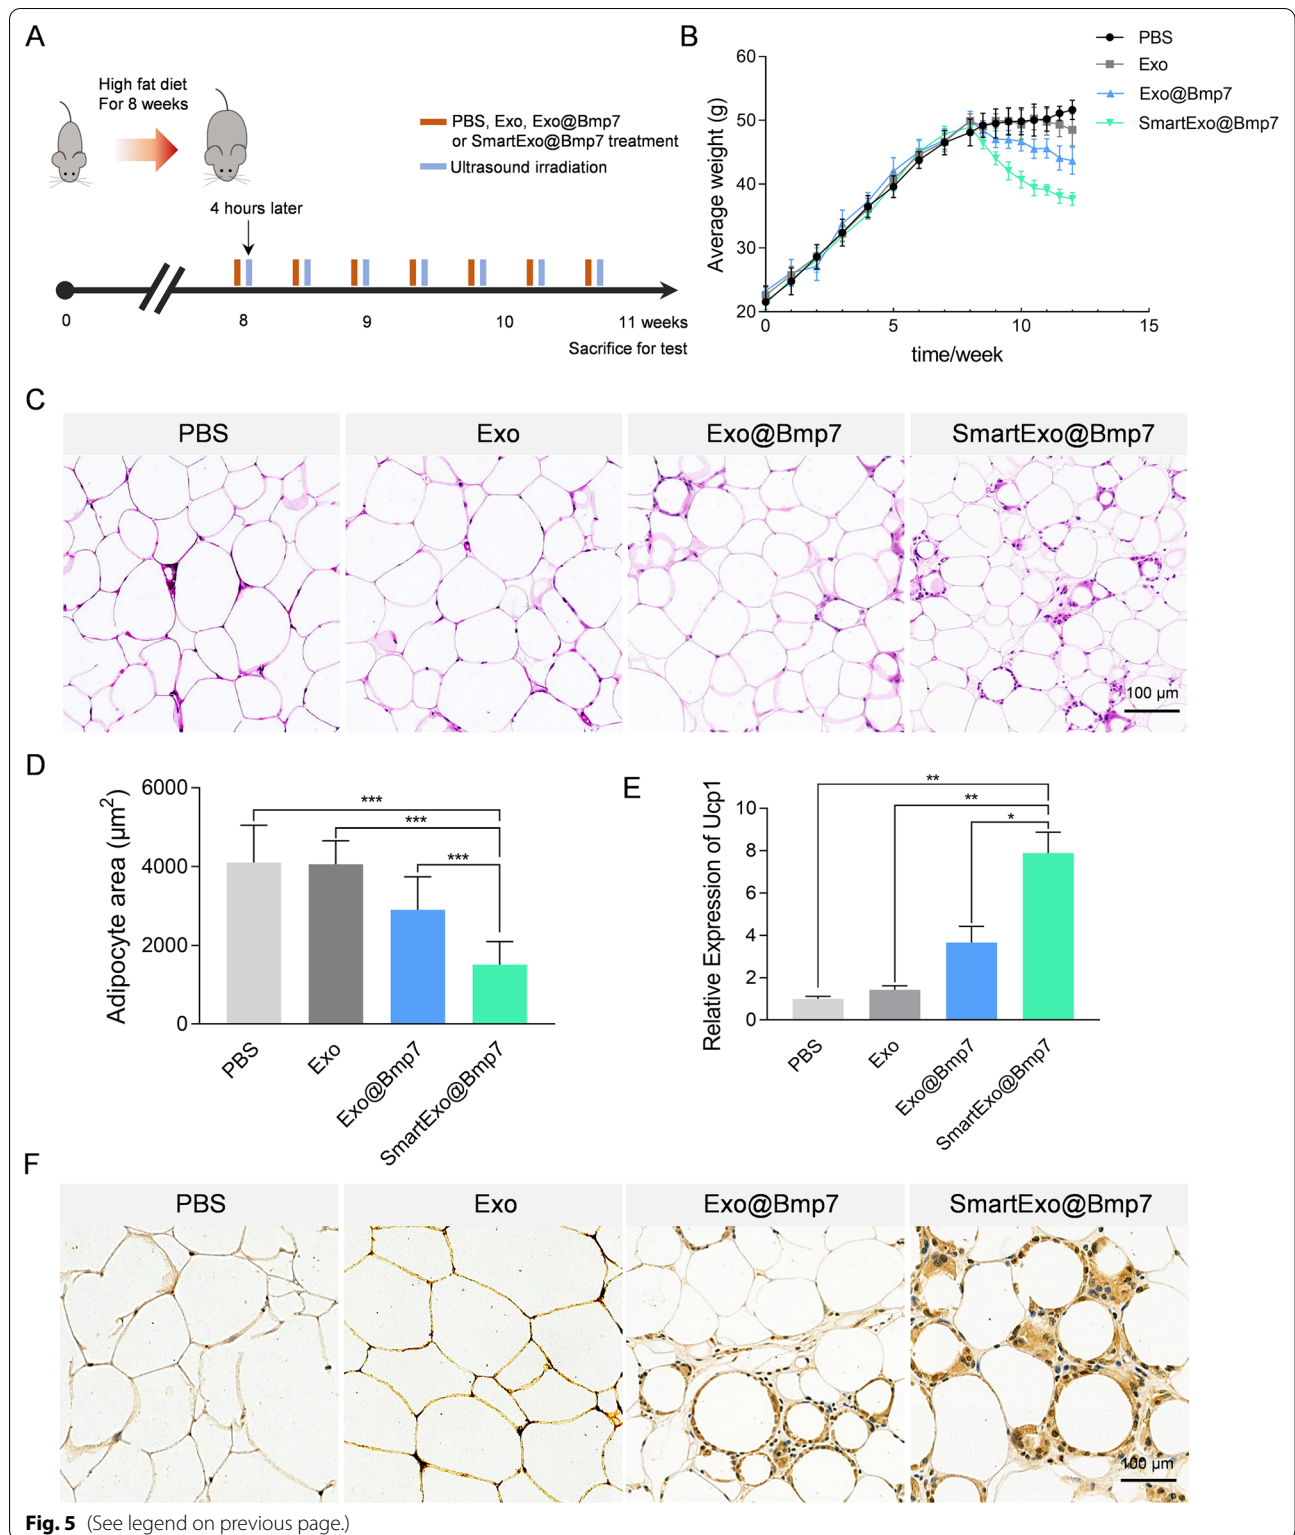 A
High fat diet
For 8 weeks
PBS, Exo, Exo@Bmp7
or SmartExo@Bmp7 treatment
Ultrasound irradiation
4 hours later
0
8
9
10
11 weeks
Sacrifice for test
B
PBS
Exo
Exo@Bmp7
SmartExo@Bmp7
Average weight (g)
60
50
40
30
20
0
5
10
15
time/week
C
PBS
Exo
Exo@Bmp7
SmartExo@Bmp7
100 μm
D
Adipocyte area (μm²)
6000
4000
2000
0
***
***
***
PBS
Exo
Exo@Bmp7
SmartExo@Bmp7
E
Relative Expression of Ucp1
10
8
6
4
2
0
**
**
*
PBS
Exo
Exo@Bmp7
SmartExo@Bmp7
F
PBS
Exo
Exo@Bmp7
SmartExo@Bmp7
100 μm
Fig. 5 (See legend on previous page.)